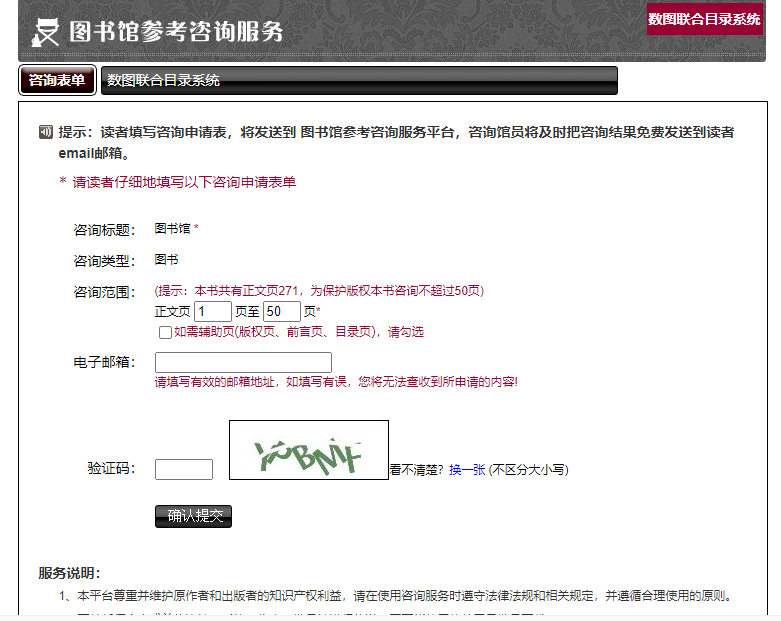 图书馆参考咨询服务
数图联合目录系统
咨询表单 数图联合目录系统
提示：读者填写咨询申请表，将发送到 图书馆参考咨询服务平台，咨询馆员将及时把咨询结果免费发送到读者
email邮箱。
* 请读者仔细地填写以下咨询申请表单
咨询标题： 图书馆 *
咨询类型： 图书
咨询范围： (提示：本书共有正文页271，为保护版权本书咨询不超过50页)
正文页 1 页至 50 页*
如需辅助页(版权页、前言页、目录页)，请勾选
电子邮箱：
请填写有效的邮箱地址，如填写有误，您将无法查收到所申请的内容!
验证码： 看不清楚？ 换一张 (不区分大小写)
确认提交
服务说明：
1、本平台尊重并维护原作者和出版者的知识产权利益，请在使用咨询服务时遵守法律法规和相关规定，并遵循合理使用的原则。